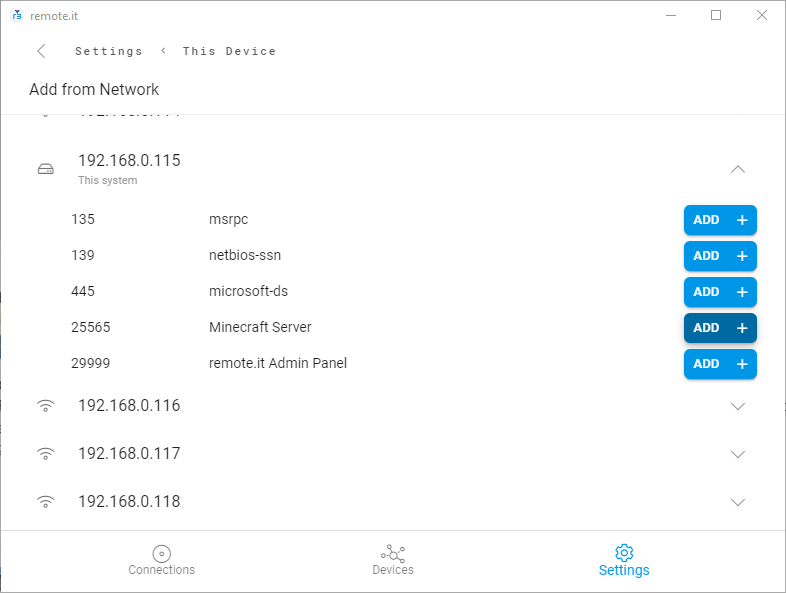 remote.it
Settings < This Device
Add from Network
192.168.0.115
This system
135 msrpc ADD +
139 netbios-ssn ADD +
445 microsoft-ds ADD +
25565 Minecraft Server ADD +
29999 remote.it Admin Panel ADD +
192.168.0.116
192.168.0.117
192.168.0.118
Connections Devices Settings